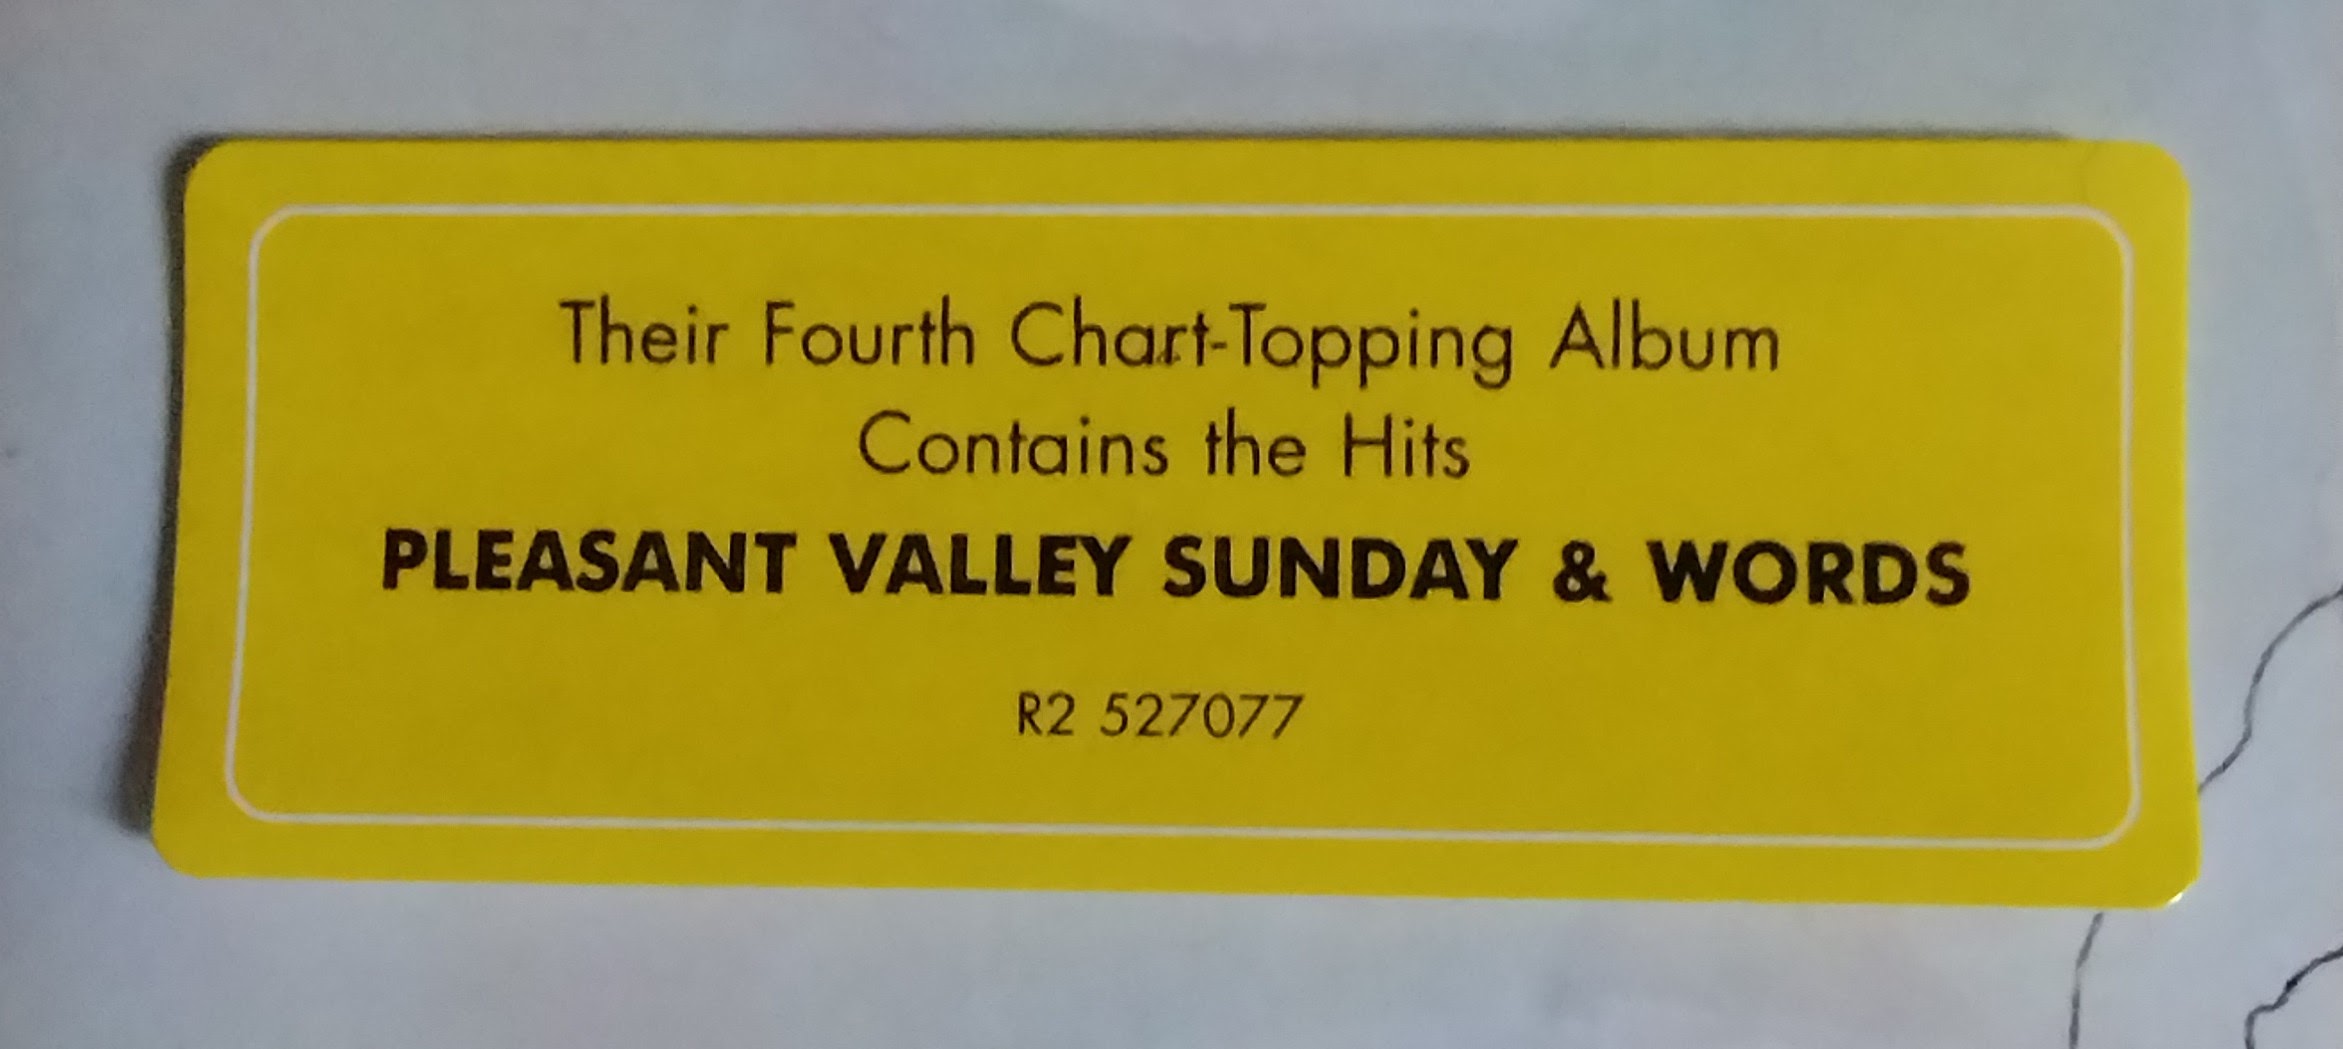 Their Fourth Chart-Topping Album
Contains the Hits
PLEASANT VALLEY SUNDAY & WORDS
R2 527077